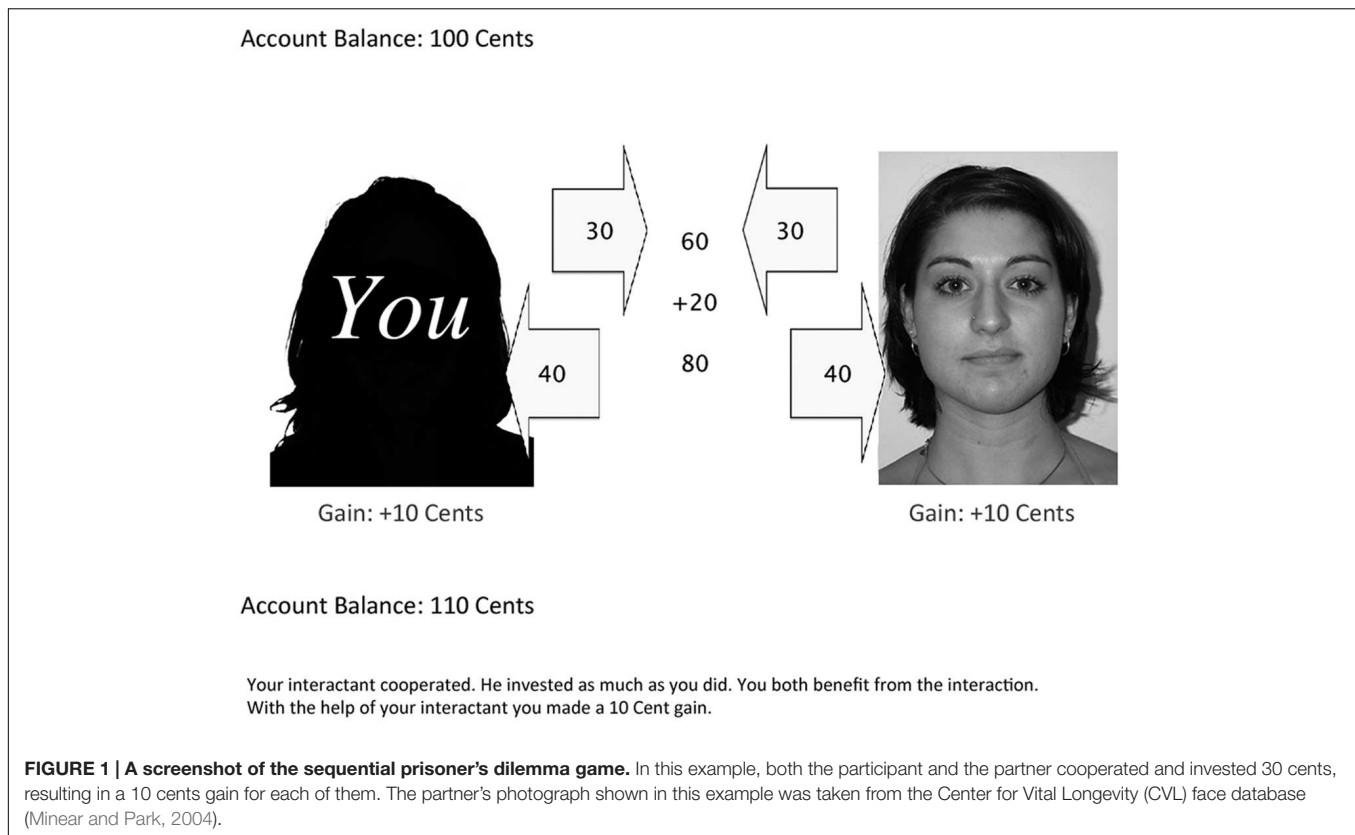 Account Balance: 100 Cents
You
30
60
30
+20
40
80
40
Gain: +10 Cents
Gain: +10 Cents
Account Balance: 110 Cents
Your interactant cooperated. He invested as much as you did. You both benefit from the interaction.
With the help of your interactant you made a 10 Cent gain.
FIGURE 1 | A screenshot of the sequential prisoner's dilemma game. In this example, both the participant and the partner cooperated and invested 30 cents,
resulting in a 10 cents gain for each of them. The partner's photograph shown in this example was taken from the Center for Vital Longevity (CVL) face database
(Minear and Park, 2004).